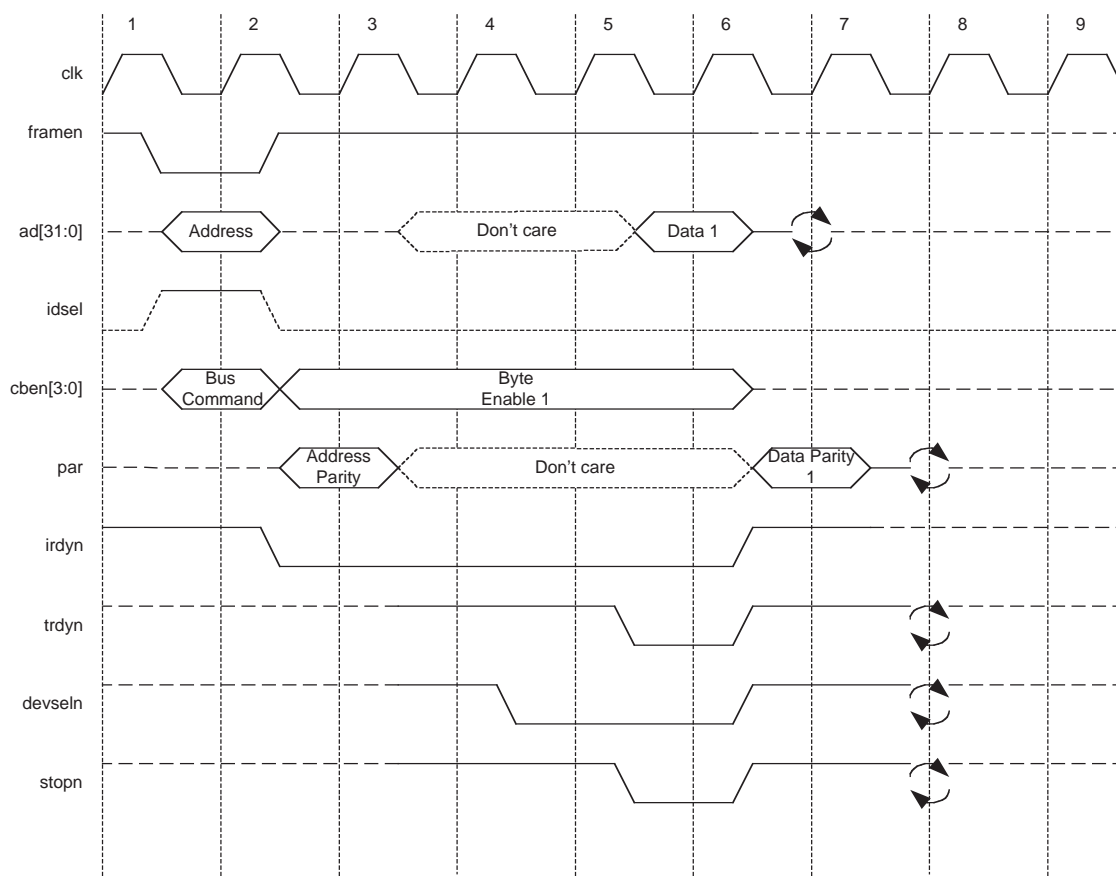 1 2 3 4 5 6 7 8 9
clk
framen
ad[31:0] Address Don't care Data 1
idsel
cben[3:0] Bus Command Byte Enable 1
par Address Parity Don't care Data Parity 1
irdyn
trdyn
devseln
stopn